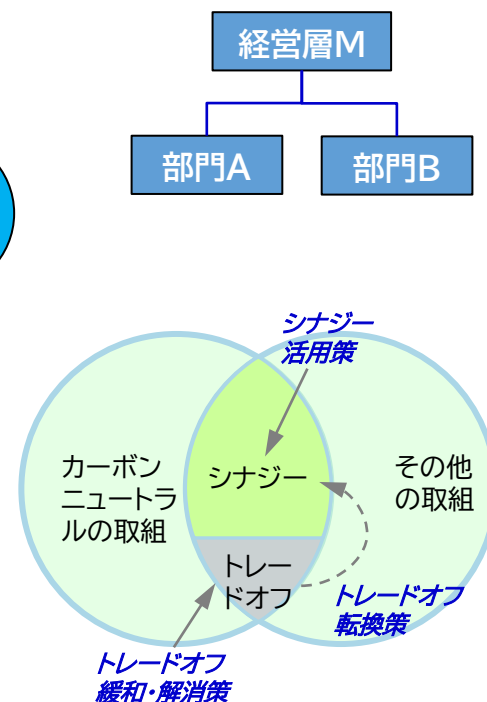 経営層M
部門A
部門B
シナジー
活用策
カーボン
ニュートラ
ルの取組
シナジー
その他
の取組
トレー
ドオフ
トレードオフ
転換策
トレードオフ
緩和・解消策